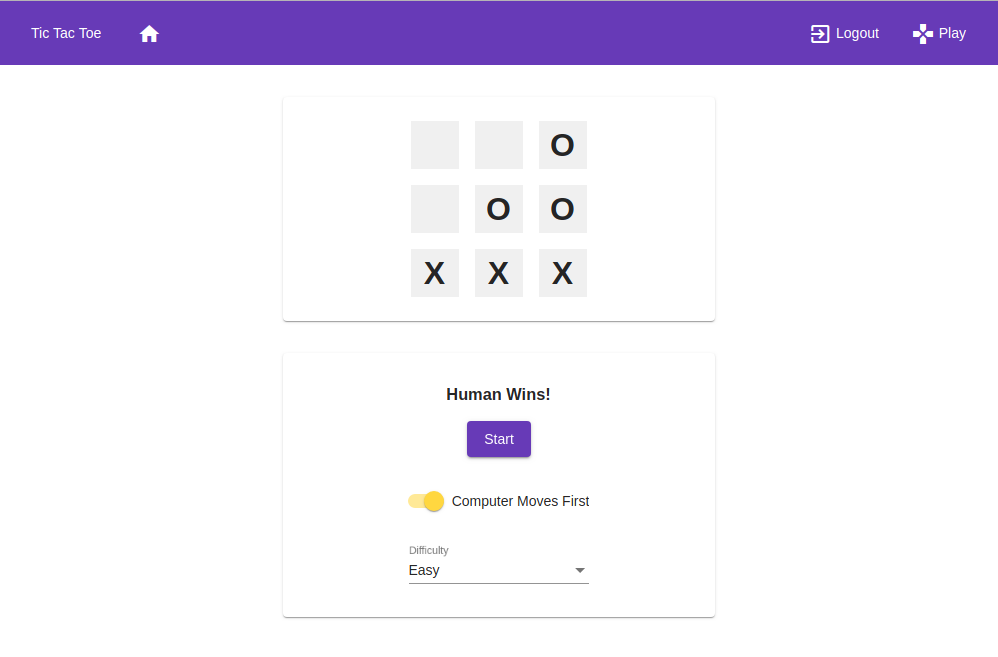 Tic Tac Toe
Logout
Play
O
O O
X X X
Human Wins!
Start
Computer Moves First
Difficulty
Easy